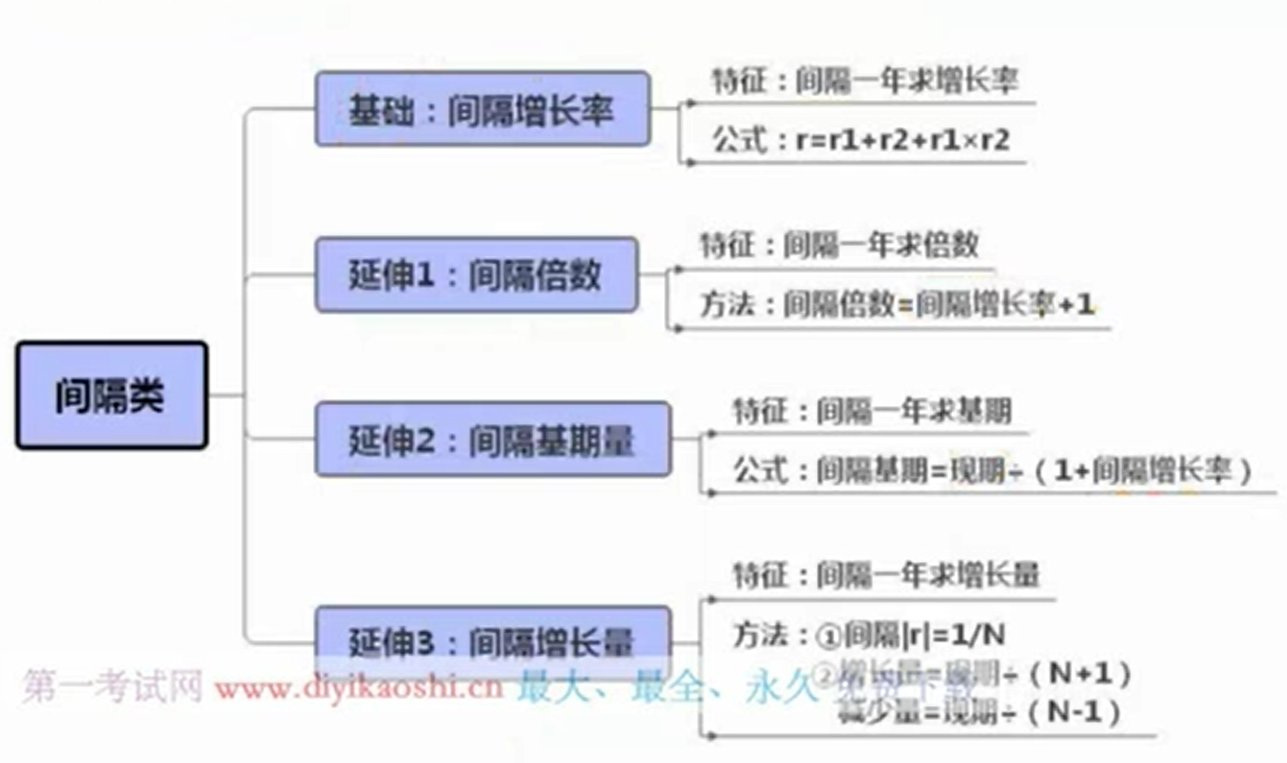 基础：间隔增长率
特征：间隔一年求增长率
公式：r=r1+r2+r1×r2
延伸1：间隔倍数
特征：间隔一年求倍数
方法：间隔倍数=间隔增长率+1
间隔类
延伸2：间隔基期量
特征：间隔一年求基期
公式：间隔基期=现期÷（1+间隔增长率）
延伸3：间隔增长量
特征：间隔一年求增长量
方法：①间隔|r|=1/N
②增长量=现期÷（N+1）
减少量=现期÷（N-1）
第一考试网 www.diyikaoshi.cn 最大、最全、永久 免费下载